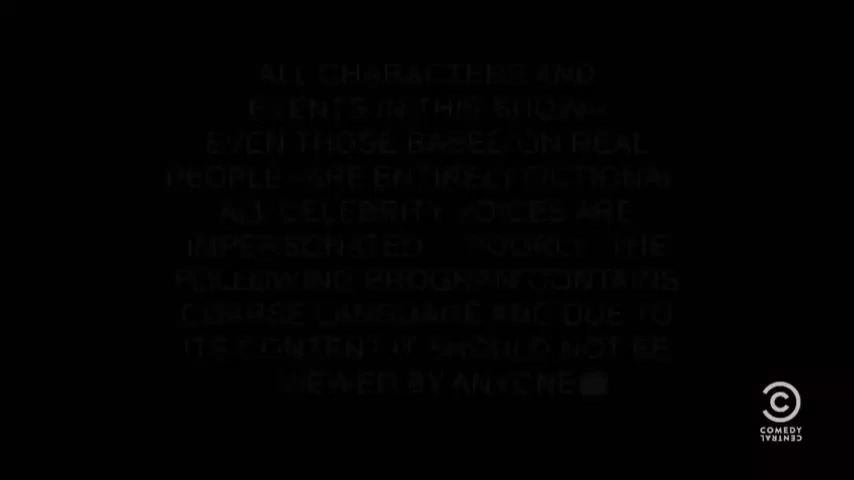 ALL CHARACTERS AND
EVENTS IN THIS SHOW--
EVEN THOSE BASED ON REAL
PEOPLE--ARE ENTIRELY FICTIONAL.
ALL CELEBRITY VOICES ARE
IMPERSONATED.....POORLY. THE
FOLLOWING PROGRAM CONTAINS
COARSE LANGUAGE AND DUE TO
ITS CONTENT IT SHOULD NOT BE
VIEWED BY ANYONE
COMEDY
CENTRAL